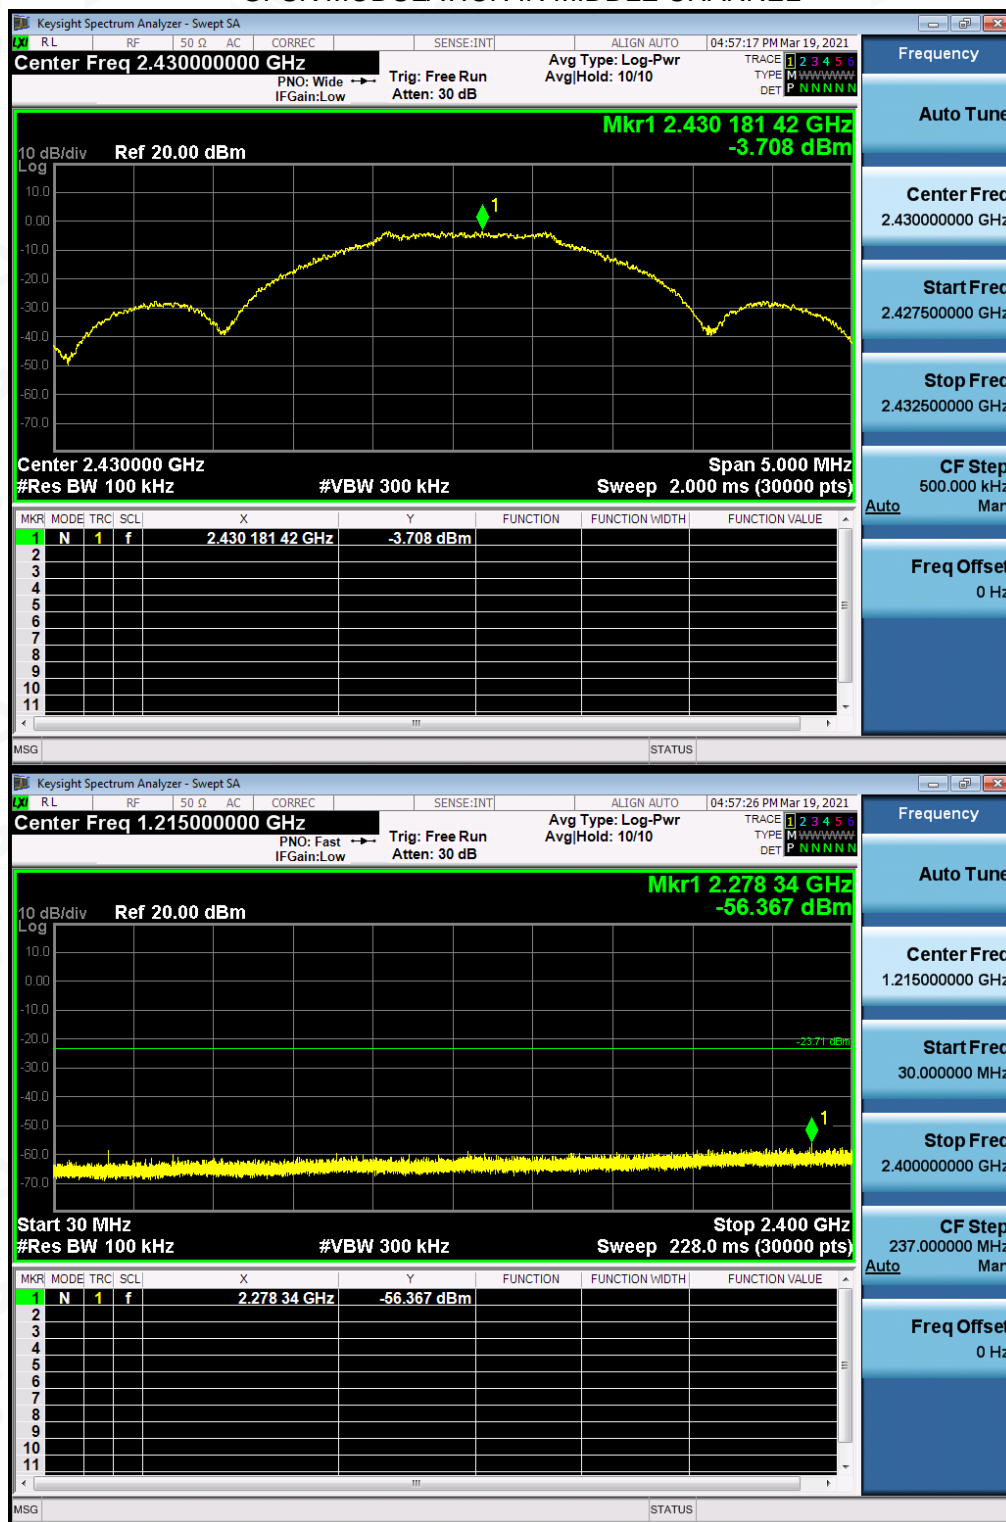 Keysight Spectrum Analyzer - Swept SA
LXI RL RF 50 Ω AC CORREC SENSE:INT ALIGN AUTO 04:57:17 PM Mar 19, 2021
Center Freq 2.430000000 GHz
PNO: Wide
IFGain:Low
Trig: Free Run
Atten: 30 dB
Avg Type: Log-Pwr
Avg|Hold: 10/10
TRACE 1 2 3 4 5 6
TYPE M WWWWW
DET P N N N N N
Mkr1 2.430 181 42 GHz
-3.708 dBm
10 dB/div Ref 20.00 dBm
Log
10.0
0.00
-10.0
-20.0
-30.0
-40.0
-50.0
-60.0
-70.0
1
Center 2.430000 GHz Span 5.000 MHz
#Res BW 100 kHz #VBW 300 kHz Sweep 2.000 ms (30000 pts)
MKR MODE TRC SCL X Y FUNCTION FUNCTION WIDTH FUNCTION VALUE
1 N 1 f 2.430 181 42 GHz -3.708 dBm
2
3
4
5
6
7
8
9
10
11
MSG STATUS
Frequency
Auto Tune
Center Freq
2.430000000 GHz
Start Freq
2.427500000 GHz
Stop Freq
2.432500000 GHz
CF Step
500.000 kHz
Auto Man
Freq Offset
0 Hz
Keysight Spectrum Analyzer - Swept SA
LXI RL RF 50 Ω AC CORREC SENSE:INT ALIGN AUTO 04:57:26 PM Mar 19, 2021
Center Freq 1.215000000 GHz
PNO: Fast
IFGain:Low
Trig: Free Run
Atten: 30 dB
Avg Type: Log-Pwr
Avg|Hold: 10/10
TRACE 1 2 3 4 5 6
TYPE M WWWWW
DET P N N N N N
Mkr1 2.278 34 GHz
-56.367 dBm
10 dB/div Ref 20.00 dBm
Log
10.0
0.00
-10.0
-20.0
-30.0
-40.0
-50.0
-60.0
-70.0
-23.71 dBm
1
Start 30 MHz Stop 2.400 GHz
#Res BW 100 kHz #VBW 300 kHz Sweep 228.0 ms (30000 pts)
MKR MODE TRC SCL X Y FUNCTION FUNCTION WIDTH FUNCTION VALUE
1 N 1 f 2.278 34 GHz -56.367 dBm
2
3
4
5
6
7
8
9
10
11
MSG STATUS
Frequency
Auto Tune
Center Freq
1.215000000 GHz
Start Freq
30.000000 MHz
Stop Freq
2.400000000 GHz
CF Step
237.000000 MHz
Auto Man
Freq Offset
0 Hz